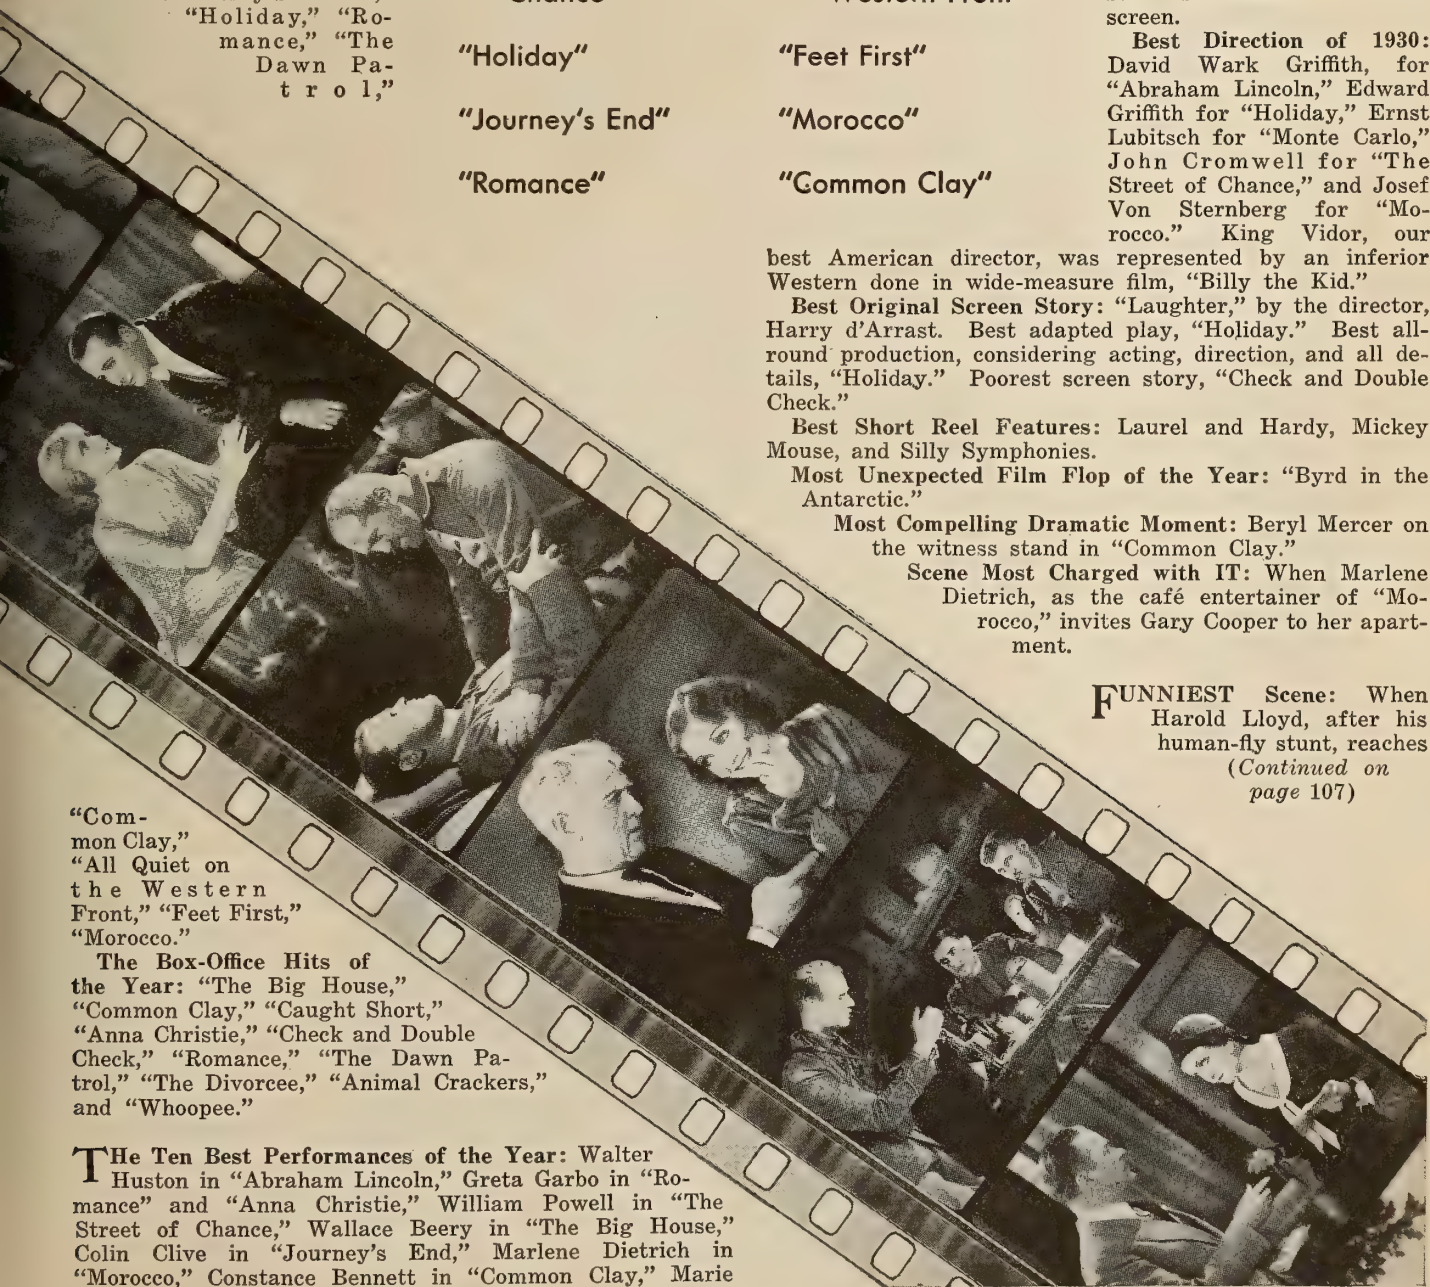 “Holiday,” “Ro-
mance,” “The
Dawn Pa-
trol,”
“Holiday”
“Journey’s End”
“Romance”
“Feet First”
“Morocco”
“Common Clay”
“Com-
mon Clay,”
“All Quiet on
the Western
Front,” “Feet First,”
“Morocco.”
The Box-Office Hits of
the Year: “The Big House,”
“Common Clay,” “Caught Short,”
“Anna Christie,” “Check and Double
Check,” “Romance,” “The Dawn Pa-
trol,” “The Divorcee,” “Animal Crackers,”
and “Whoopee.”
THe Ten Best Performances of the Year: Walter
Huston in “Abraham Lincoln,” Greta Garbo in “Ro-
mance” and “Anna Christie,” William Powell in “The
Street of Chance,” Wallace Beery in “The Big House,”
Colin Clive in “Journey’s End,” Marlene Dietrich in
“Morocco,” Constance Bennett in “Common Clay,” Marie
screen.
Best Direction of 1930:
David Wark Griffith, for
“Abraham Lincoln,” Edward
Griffith for “Holiday,” Ernst
Lubitsch for “Monte Carlo,”
John Cromwell for “The
Street of Chance,” and Josef
Von Sternberg for “Mo-
rocco.” King Vidor, our
best American director, was represented by an inferior
Western done in wide-measure film, “Billy the Kid.”
Best Original Screen Story: “Laughter,” by the director,
Harry d’Arrast. Best adapted play, “Holiday.” Best all-
round production, considering acting, direction, and all de-
tails, “Holiday.” Poorest screen story, “Check and Double
Check.”
Best Short Reel Features: Laurel and Hardy, Mickey
Mouse, and Silly Symphonies.
Most Unexpected Film Flop of the Year: “Byrd in the
Antarctic.”
Most Compelling Dramatic Moment: Beryl Mercer on
the witness stand in “Common Clay.”
Scene Most Charged with IT: When Marlene
Dietrich, as the café entertainer of “Mo-
rocco,” invites Gary Cooper to her apart-
ment.
FUNNIEST Scene: When
Harold Lloyd, after his
human-fly stunt, reaches
(Continued on
page 107)